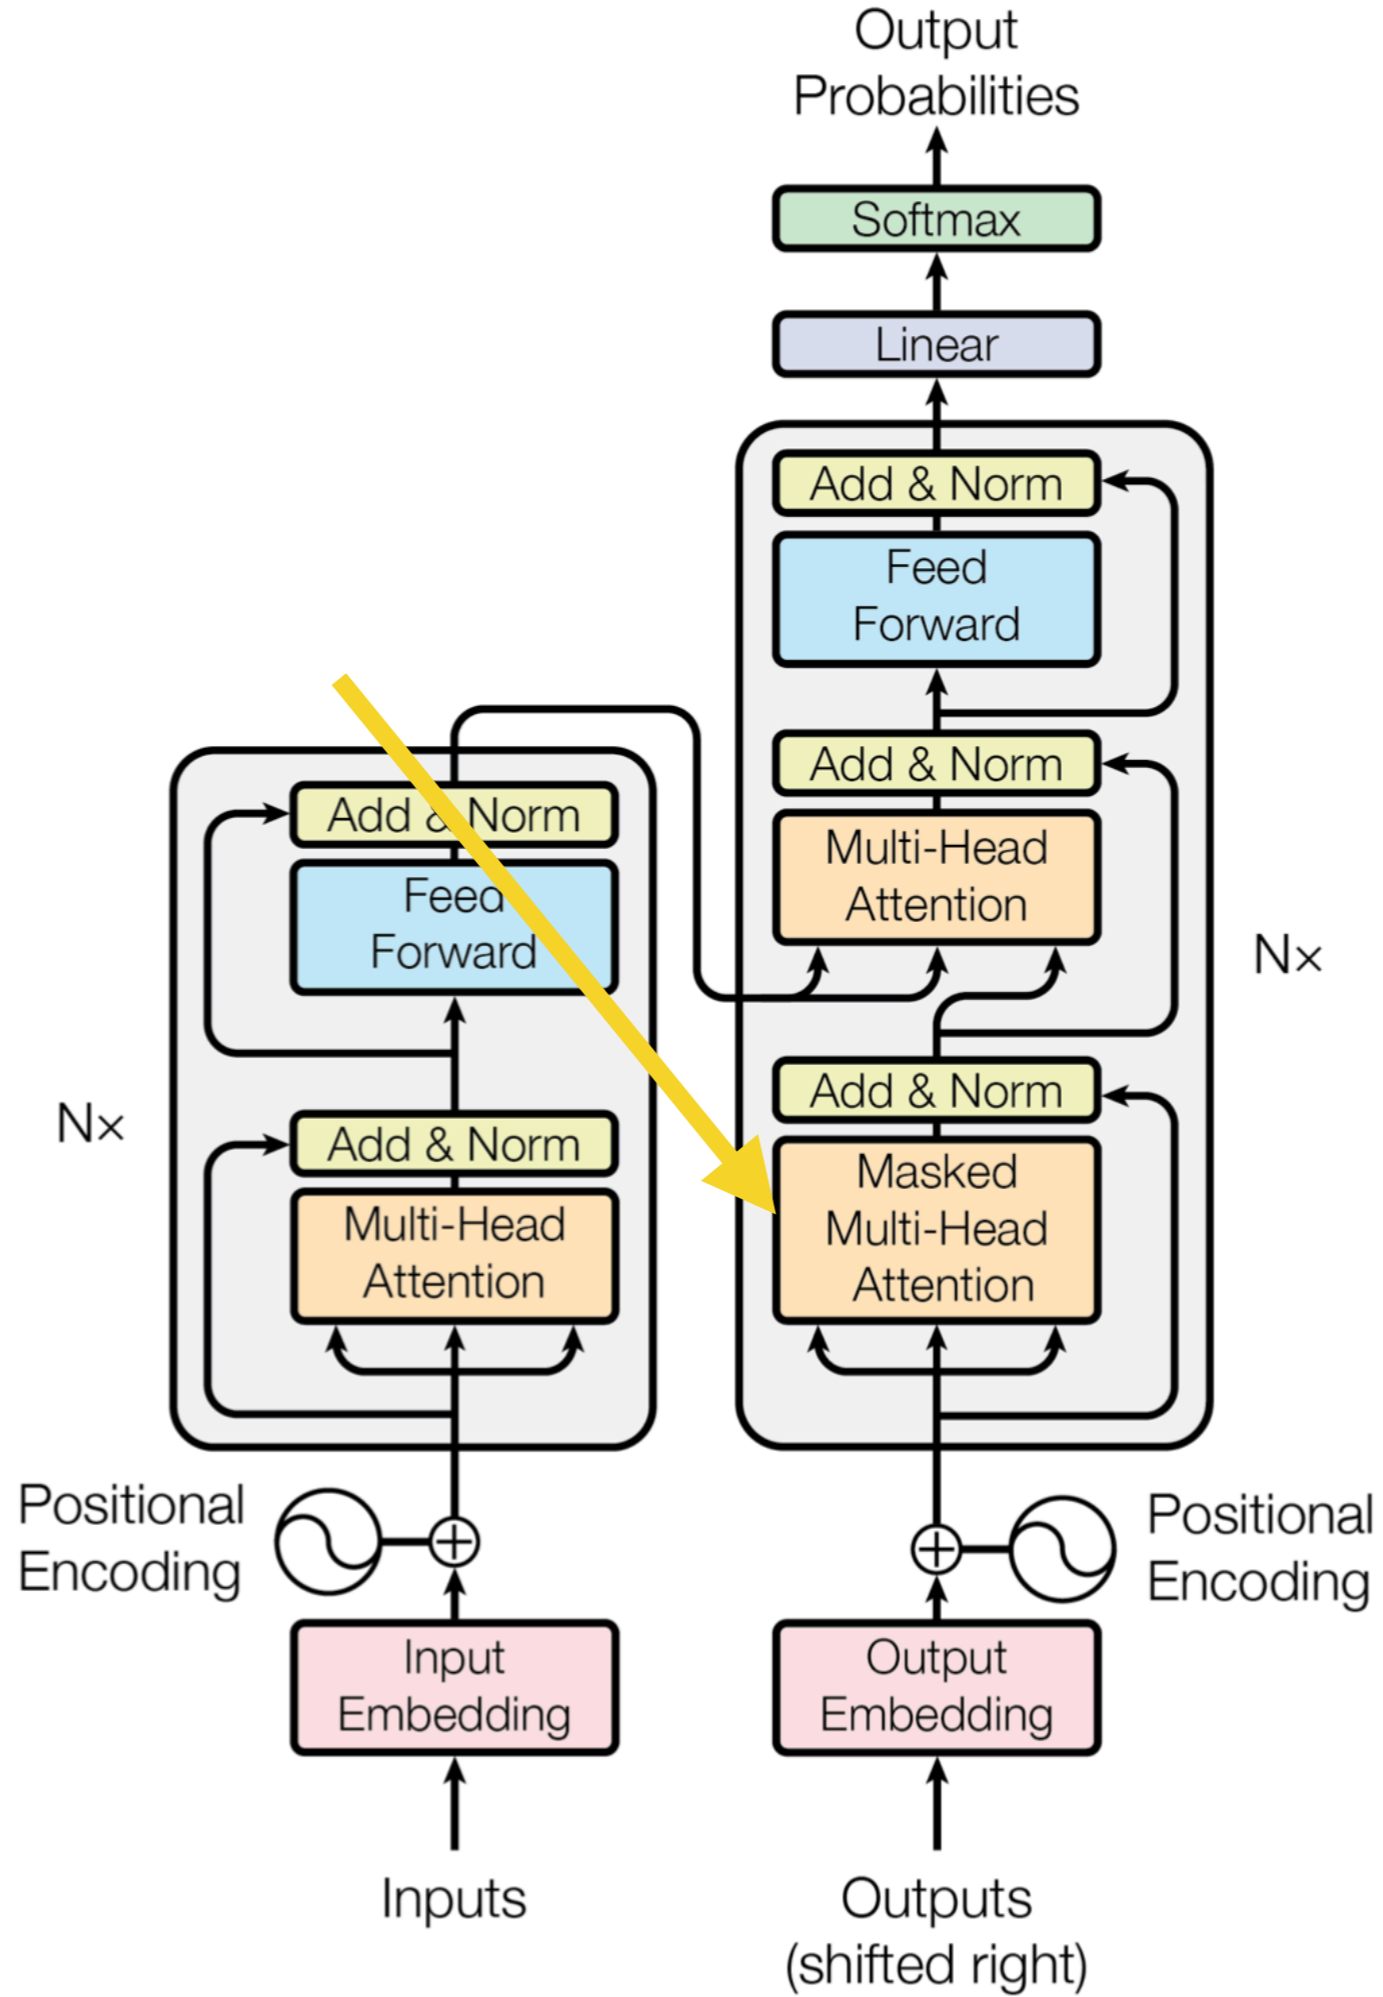 Output
Probabilities
Softmax
Linear
Add & Norm
Feed
Forward
Add & Norm
Multi-Head
Attention
Add & Norm
Masked
Multi-Head
Attention
Nx
Add & Norm
Feed
Forward
Add & Norm
Multi-Head
Attention
Nx
Positional
Encoding
Positional
Encoding
Input
Embedding
Output
Embedding
Inputs
Outputs
(shifted right)